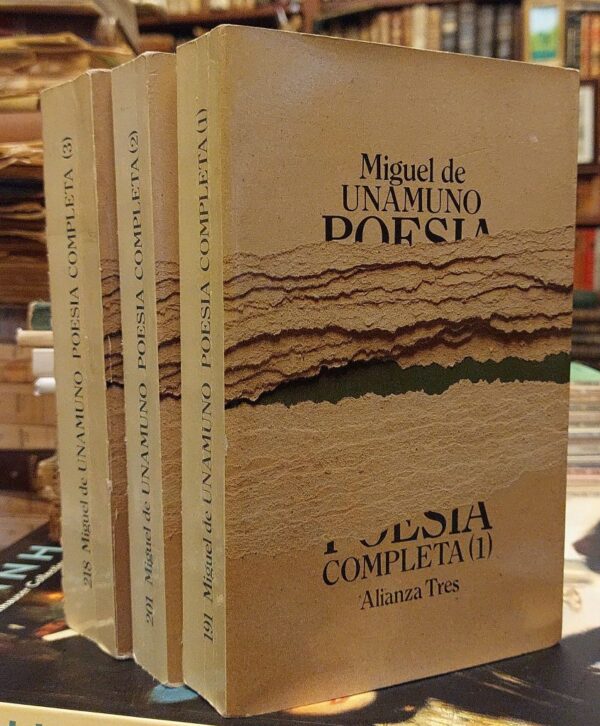 Miguel de
UNAMUNO
POESIA
POESIA
COMPLETA (1)
Alianza Tres
191 Miguel de UNAMUNO POESIA COMPLETA (1)
201 Miguel de UNAMUNO POESIA COMPLETA (2)
218 Miguel de UNAMUNO POESIA COMPLETA (3)